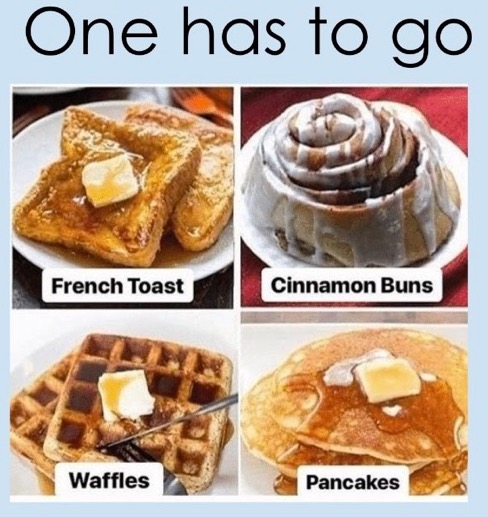 One has to go
French Toast
Cinnamon Buns
Waffles
Pancakes